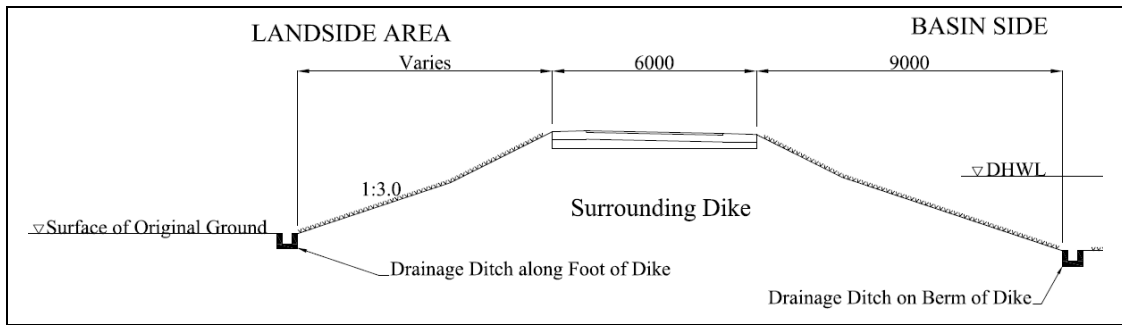 LANDSIDE AREA
BASIN SIDE
Varies
6000
9000
1:3.0
DHWL
Surrounding Dike
Surface of Original Ground
Drainage Ditch along Foot of Dike
Drainage Ditch on Berm of Dike